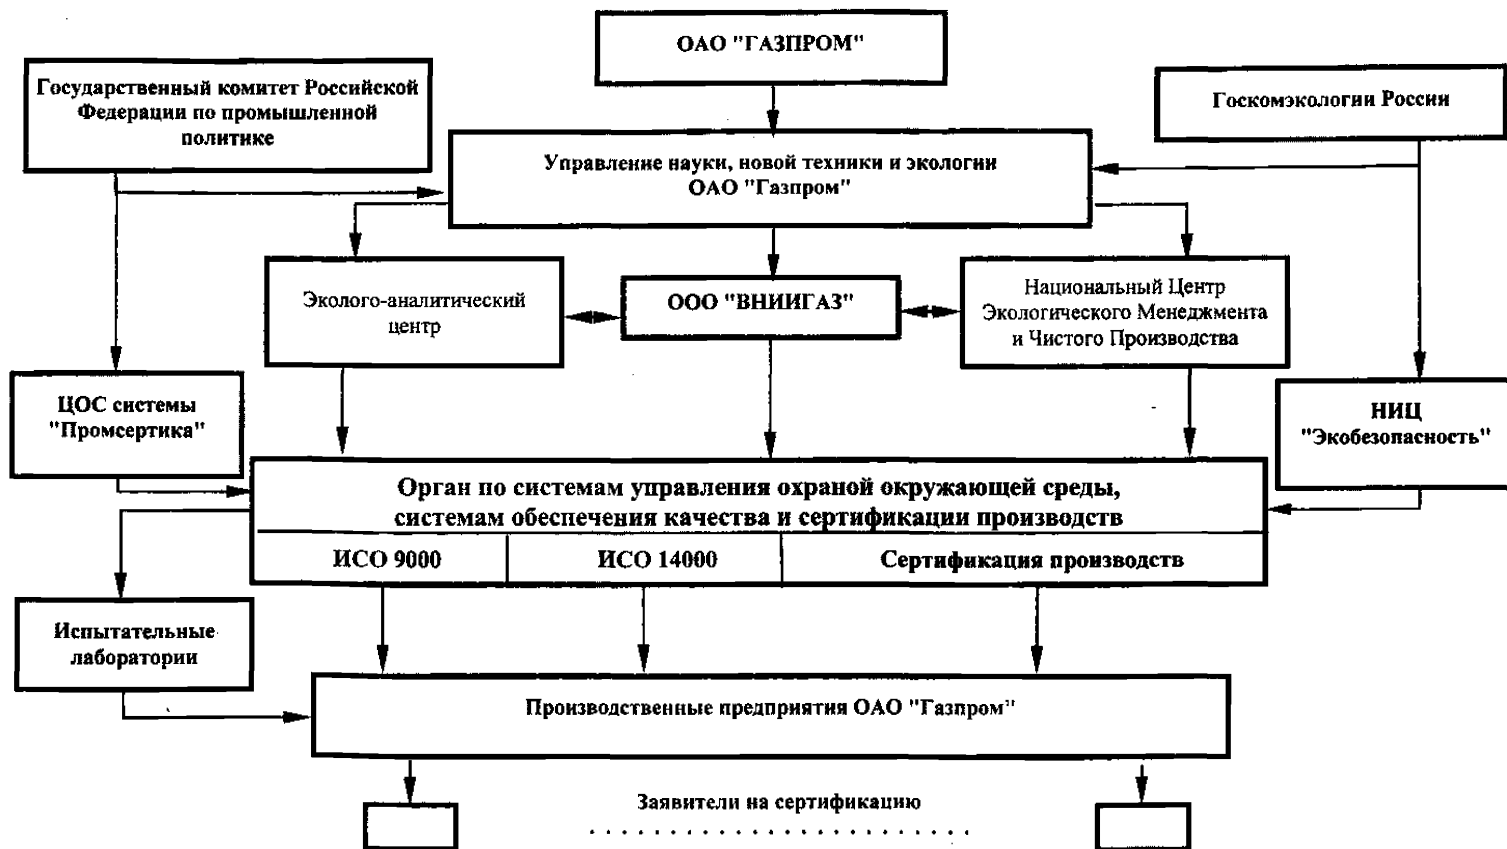 ОАО "ГАЗПРОМ"
Государственный комитет Российской
Федерации по промышленной
политике
Госкомэкологии России
Управление науки, новой техники и экологии
ОАО "Газпром"
Эколого-аналитический
центр
ООО "ВНИИГАЗ"
Национальный Центр
Экологического Менеджмента
и Чистого Производства
ЦОС системы
"Промсертика"
НИЦ
"Экобезопасность"
Орган по системам управления охраной окружающей среды,
системам обеспечения качества и сертификации производств
ИСО 9000
ИСО 14000
Сертификация производств
Испытательные
лаборатории
Производственные предприятия ОАО "Газпром"
Заявители на сертификацию